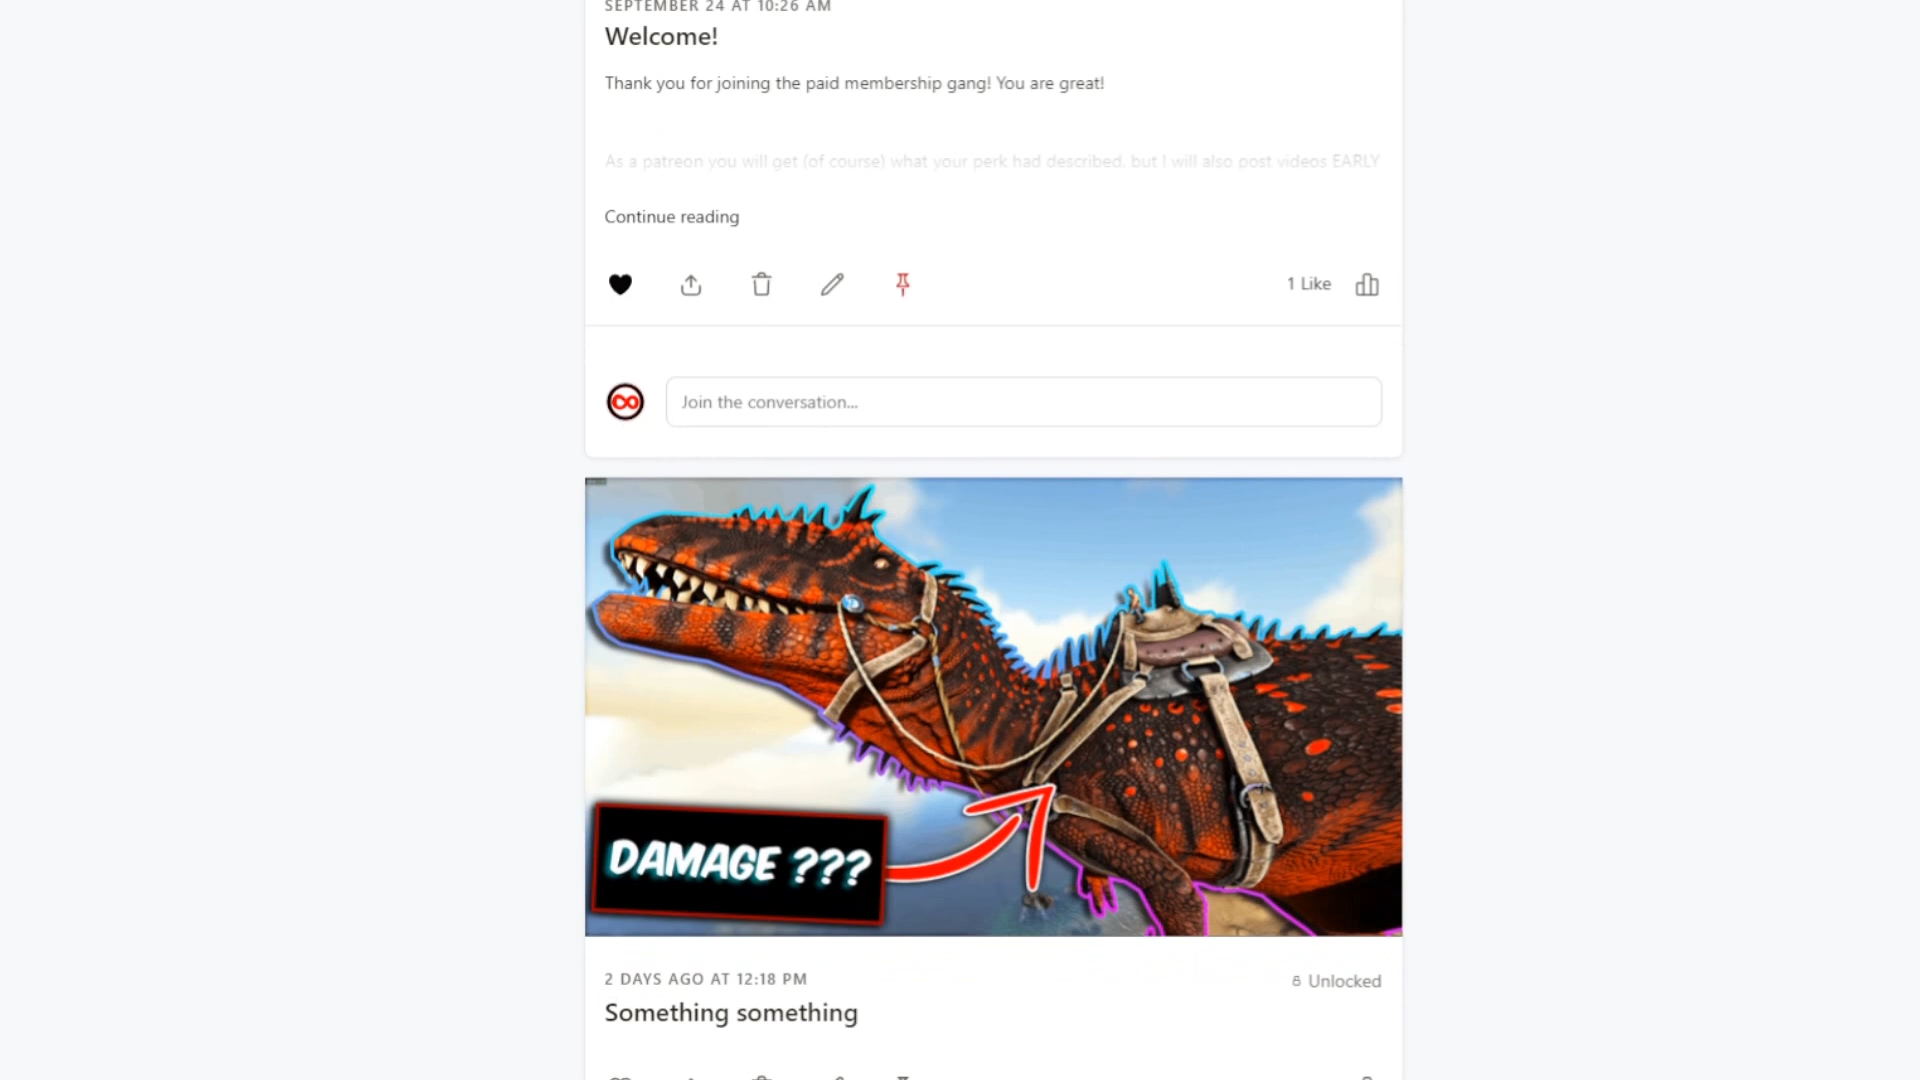 SEPTEMBER 24 AT 10:26 AM
Welcome!
Thank you for joining the paid membership gang! You are great!
As a patreon you will get (of course) what your perk had described, but I will also post videos EARLY
Continue reading
1 Like
Join the conversation...
DAMAGE ???
2 DAYS AGO AT 12:18 PM
Unlocked
Something something